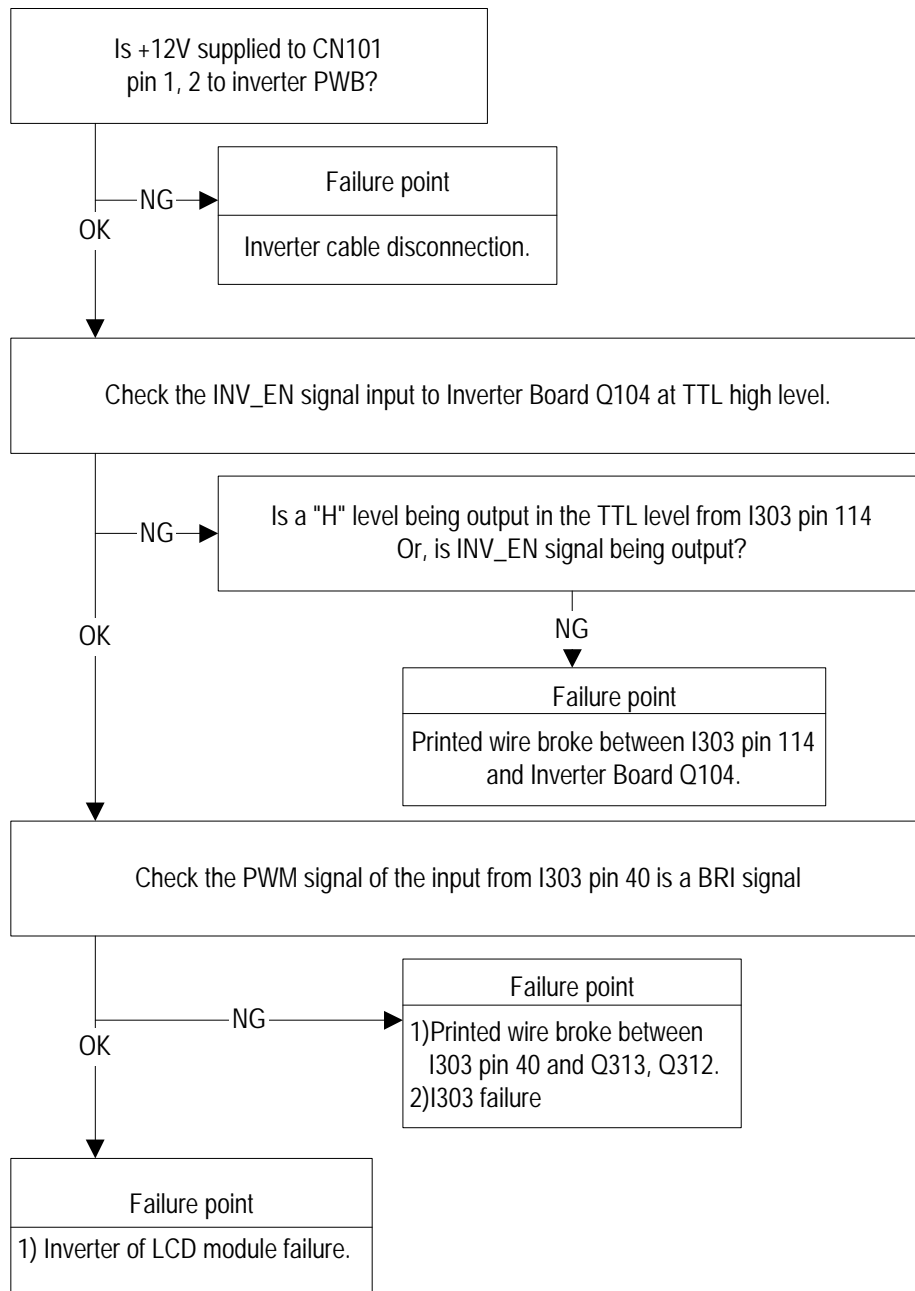 Is +12V supplied to CN101
pin 1, 2 to inverter PWB?
NG
Failure point
Inverter cable disconnection.
OK
Check the INV_EN signal input to Inverter Board Q104 at TTL high level.
NG
Is a "H" level being output in the TTL level from I303 pin 114
Or, is INV_EN signal being output?
OK
NG
Failure point
Printed wire broke between I303 pin 114
and Inverter Board Q104.
Check the PWM signal of the input from I303 pin 40 is a BRI signal
NG
Failure point
1)Printed wire broke between
I303 pin 40 and Q313, Q312.
2)I303 failure
OK
Failure point
1) Inverter of LCD module failure.